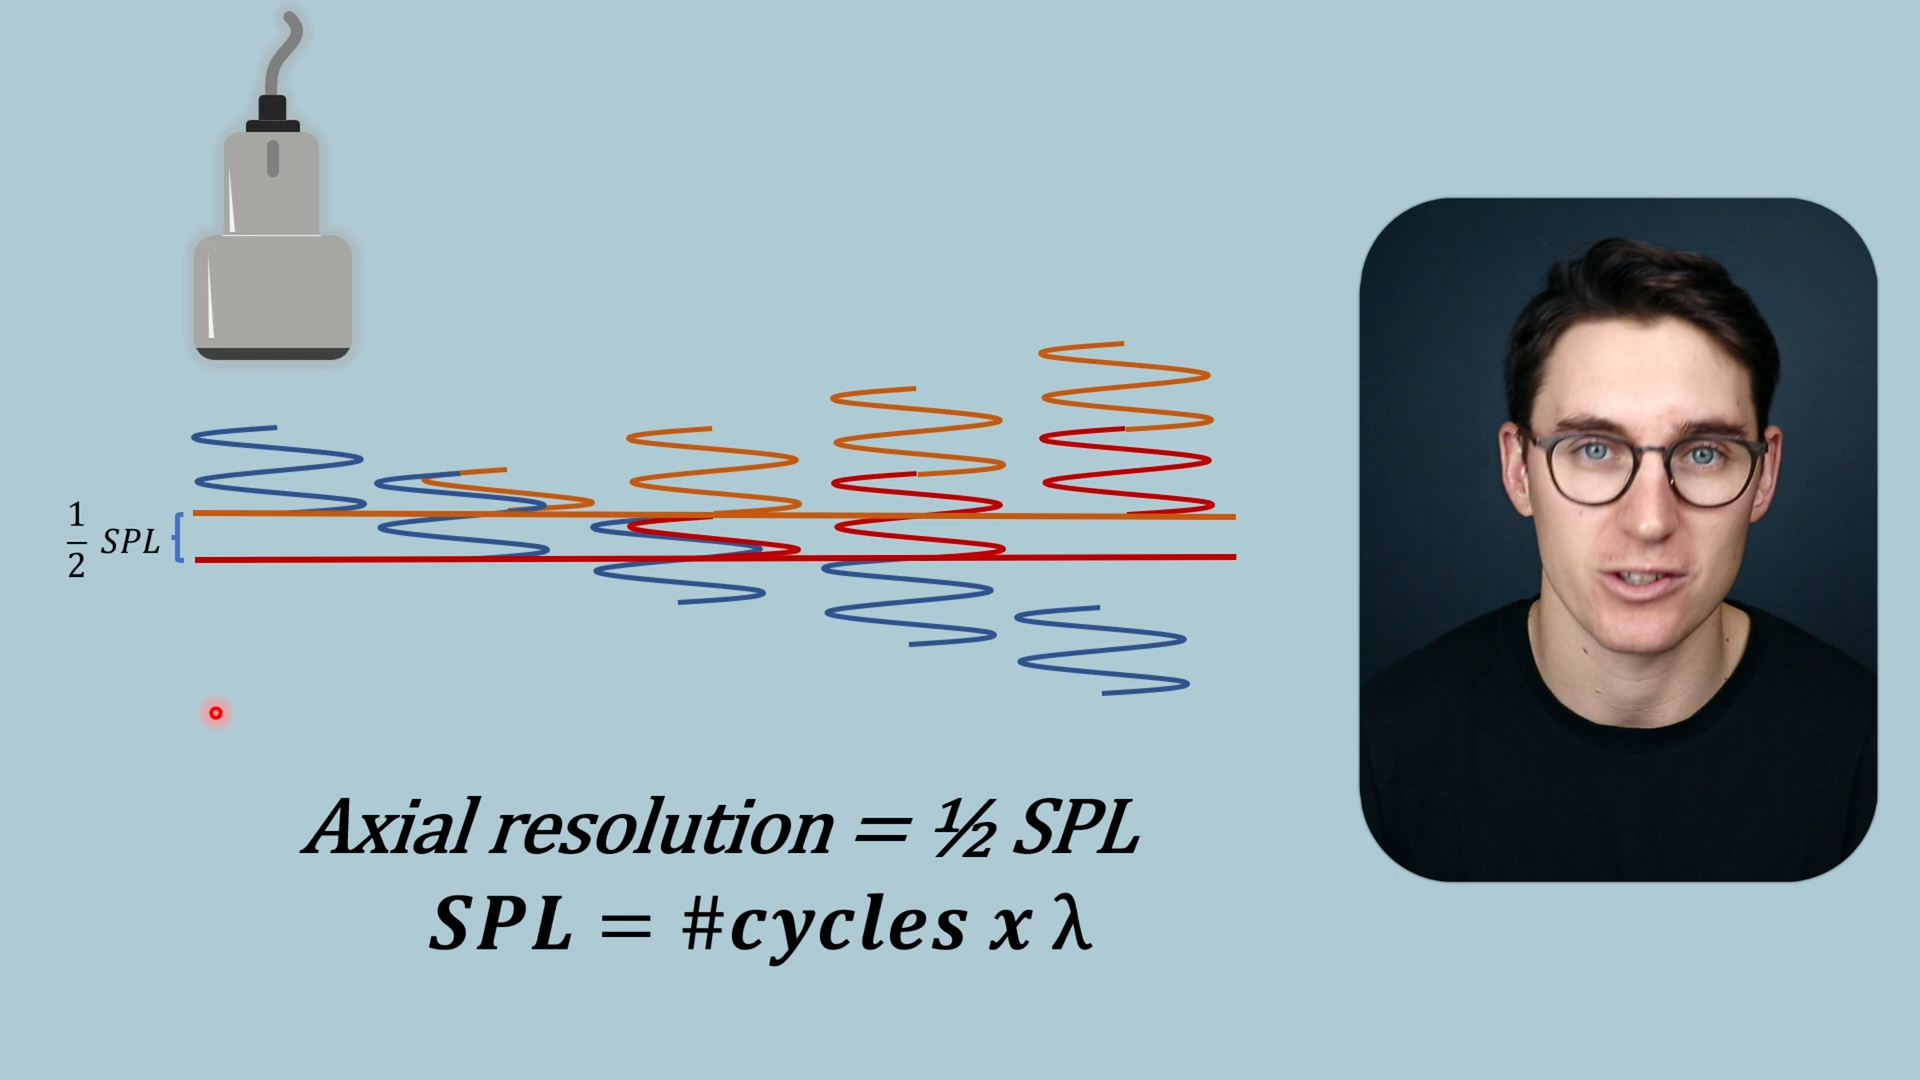 1/2 SPL
Axial resolution = ½ SPL
SPL = #cycles x λ